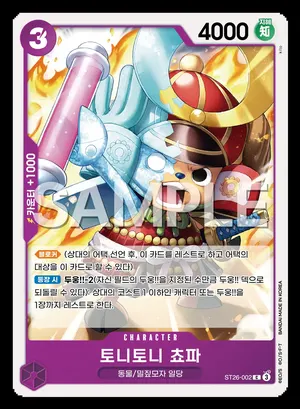 3
4000
지혜
知
카운터 +1000
SAMPLE
블로커 (상대의 어택 선언 후, 이 카드를 레스트로 하고 어택의
대상을 이 카드로 할 수 있다)
등장 시 두웅!!-2(자신 필드의 두웅!!을 지정된 수만큼 두웅!! 덱으로
되돌릴 수 있다): 상대의 코스트 1 이하인 캐릭터 또는 두웅!!을
1장까지 레스트로 한다.
CHARACTER
토니토니 쵸파
동물/밀짚모자 일당
ST26-002 C
3
BANDAI MADE IN KOREA